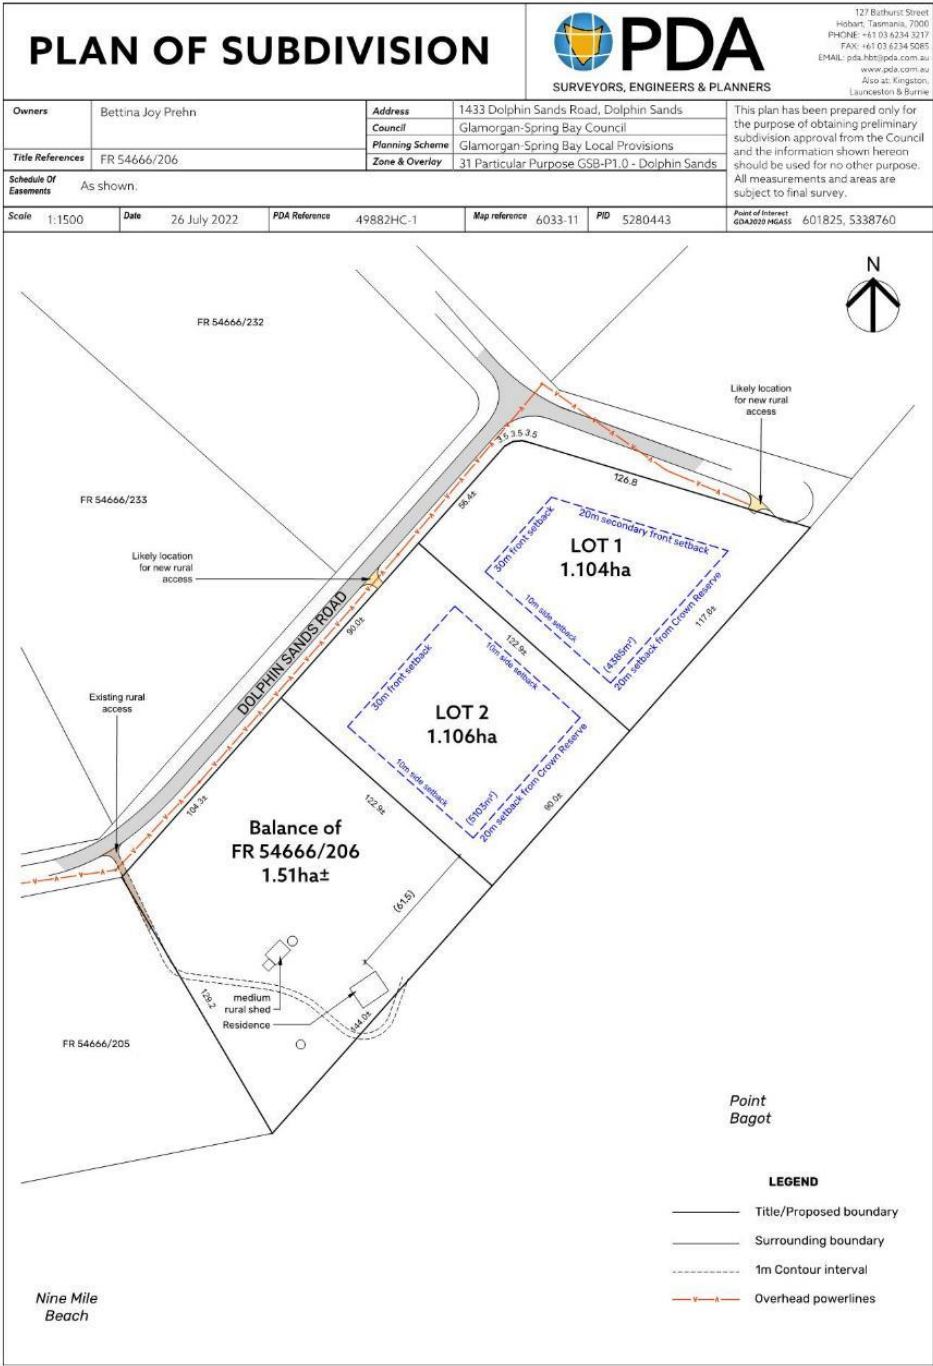 PLAN OF SUBDIVISION
PDA
SURVEYORS, ENGINEERS & PLANNERS
127 Bathurst Street
Hobart, Tasmania, 7000
PHONE: +61 03 6234 3217
FAX: +61 03 6234 5085
EMAIL: pda.hbt@pda.com.au
www.pda.com.au
Also at: Kingston,
Launceston & Burnie
Owners
Bettina Joy Prehn
Title References
FR 54666/206
Address
1433 Dolphin Sands Road, Dolphin Sands
Council
Glamorgan-Spring Bay Council
Planning Scheme
Glamorgan-Spring Bay Local Provisions
Zone & Overlay
31 Particular Purpose GSB-P1.0 - Dolphin Sands
This plan has been prepared only for
the purpose of obtaining preliminary
subdivision approval from the Council
and the information shown hereon
should be used for no other purpose.
All measurements and areas are
subject to final survey.
Schedule Of
Easements
As shown.
Scale
1:1500
Date
26 July 2022
PDA Reference
49882HC-1
Map reference
6033-11
PID
5280443
Point of Interest
GDA2020 MGA55
601825, 5338760
N
FR 54666/232
Likely location
for new rural
access
3.5 3.5 3.5
126.8
FR 54666/233
56.4±
30m front setback
20m secondary front setback
LOT 1
1.104ha
10m side setback
(4385m²)
20m setback from Crown Reserve
117.6±
Likely location
for new rural
access
DOLPHIN SANDS ROAD
90.0±
122.9±
30m front setback
10m side setback
LOT 2
1.106ha
10m side setback
(5103m²)
20m setback from Crown Reserve
90.0±
Existing rural
access
104.3±
122.9±
Balance of
FR 54666/206
1.51ha±
(61.5)
medium
rural shed
Residence
129.2
144.0±
FR 54666/205
Point
Bagot
LEGEND
Title/Proposed boundary
Surrounding boundary
1m Contour interval
Overhead powerlines
Nine Mile
Beach